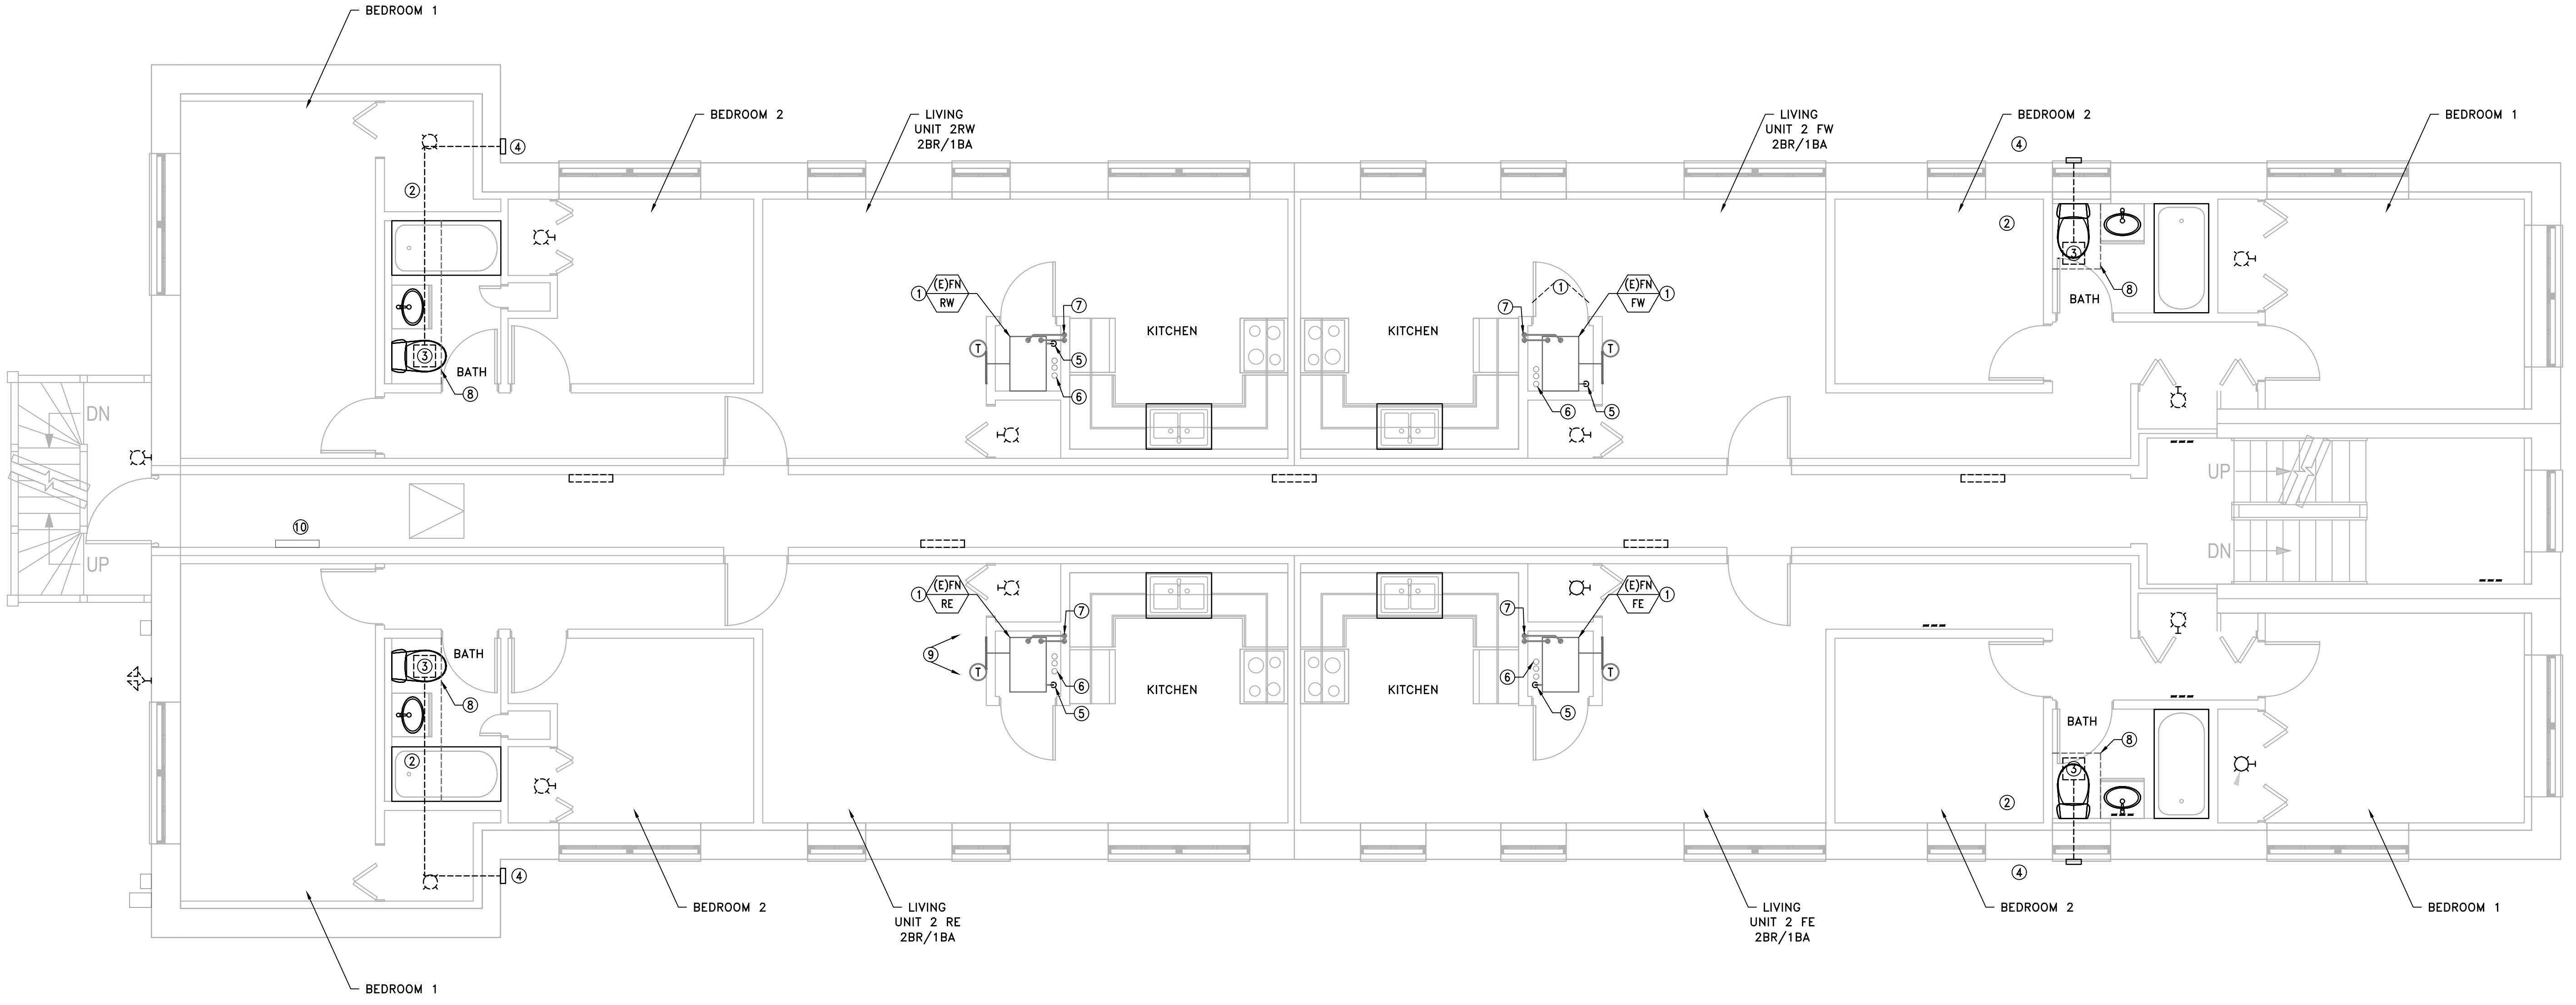 BEDROOM 1
BEDROOM 2
LIVING
UNIT 2RW
2BR/1BA
LIVING
UNIT 2 FW
2BR/1BA
BEDROOM 2
BEDROOM 1
4
4
2
2
3
3
8
BATH
1
(E)FN
RW
7
5
6
T
KITCHEN
KITCHEN
7
1
(E)FN
FW
1
T
6
5
3
BATH
8
DN
UP
10
UP
DN
1
(E)FN
RE
7
9
T
6
5
KITCHEN
KITCHEN
7
(E)FN
FE
1
T
6
5
BATH
8
2
BATH
8
3
2
4
4
BEDROOM 2
LIVING
UNIT 2 RE
2BR/1BA
LIVING
UNIT 2 FE
2BR/1BA
BEDROOM 2
BEDROOM 1
BEDROOM 1